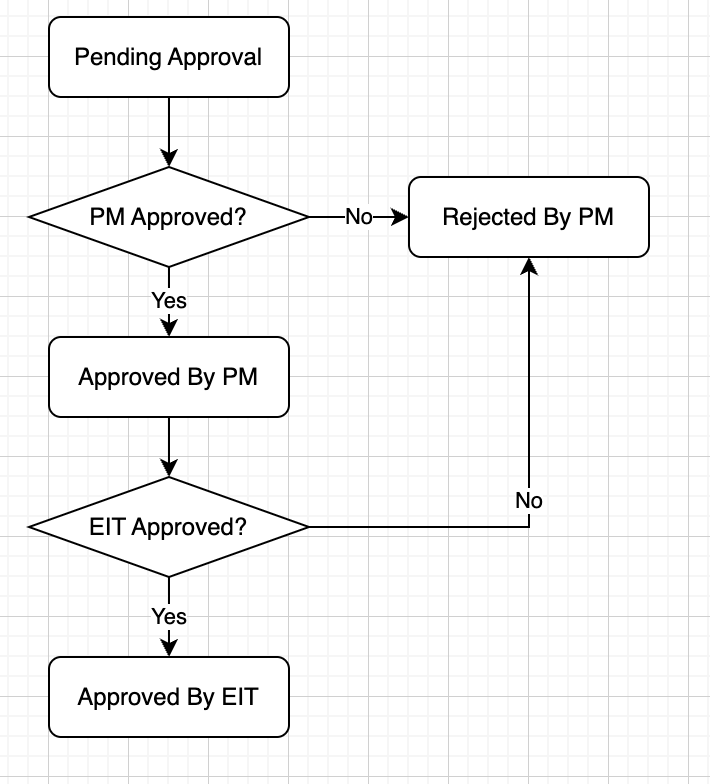 Pending Approval
PM Approved?
No
Rejected By PM
Yes
Approved By PM
No
EIT Approved?
Yes
Approved By EIT